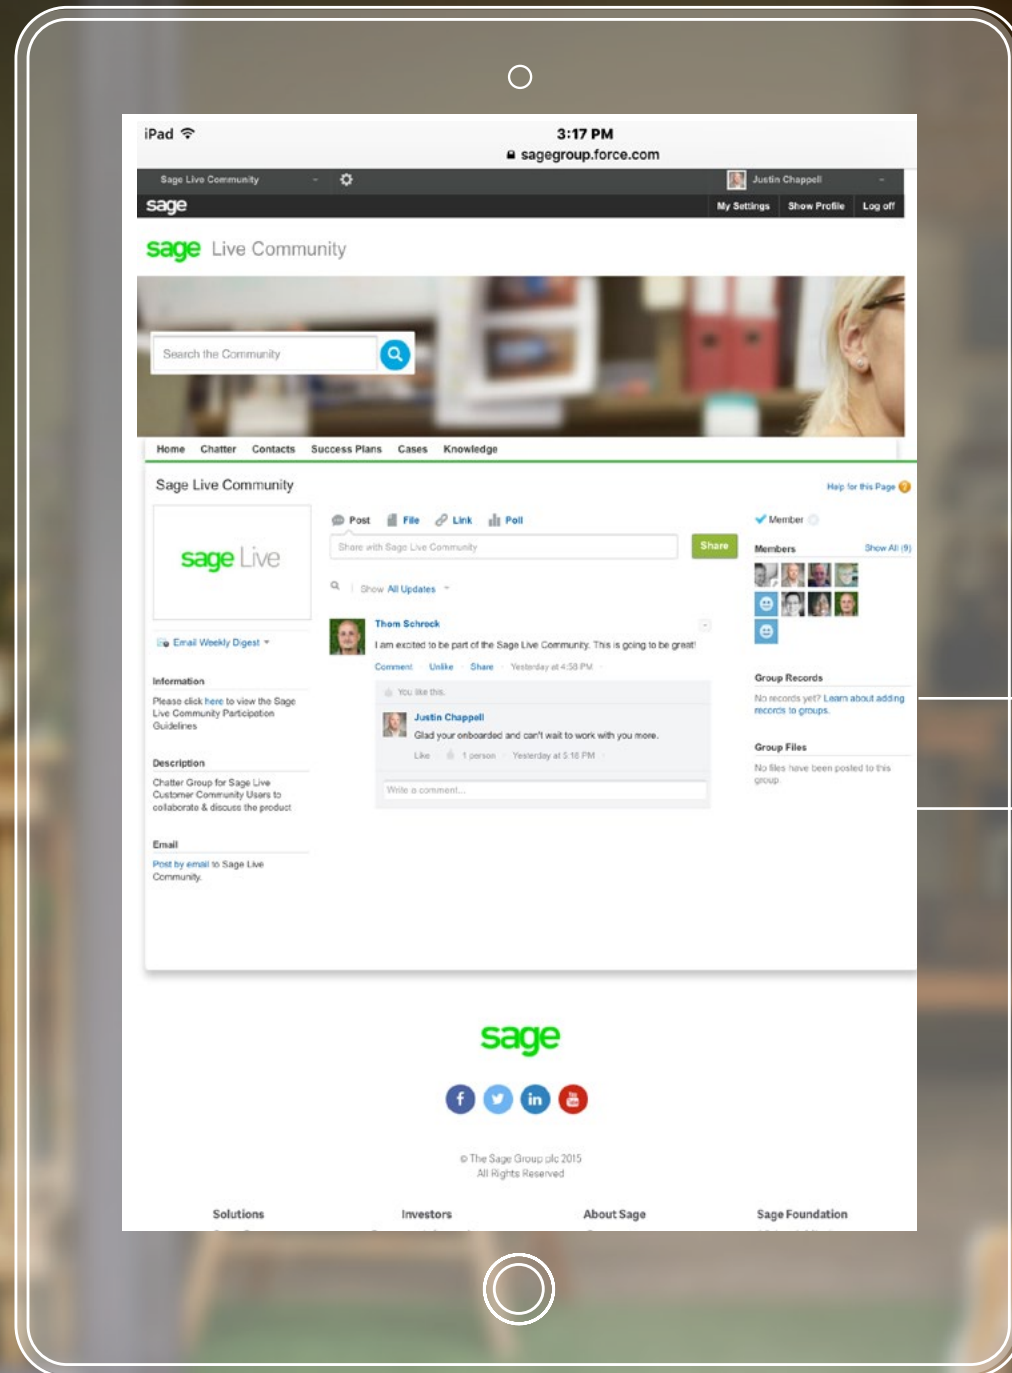 iPad
3:17 PM
sagegroup.force.com
Sage Live Community
Justin Chappell
sage
My Settings Show Profile Log off
sage Live Community
Search the Community
Home Chatter Contacts Success Plans Cases Knowledge
Sage Live Community
Help for this Page
sage Live
Email Weekly Digest
Information
Please click here to view the Sage
Live Community Participation
Guidelines
Description
Chatter Group for Sage Live
Customer Community Users to
collaborate & discuss the product
Email
Post by email to Sage Live
Community.
Post File Link Poll
Share with Sage Live Community
Share
Show All Updates
Thom Schrock
I am excited to be part of the Sage Live Community. This is going to be great!
Comment · Unlike · Share · Yesterday at 4:58 PM ·
You like this.
Justin Chappell
Glad your onboarded and can't wait to work with you more.
Like · 1 person · Yesterday at 5:18 PM ·
Write a comment...
Member
Members Show All (9)
Group Records
No records yet? Learn about adding
records to groups.
Group Files
No files have been posted to this
group.
sage
f in You Tube
© The Sage Group plc 2015
All Rights Reserved
Solutions Investors About Sage Sage Foundation